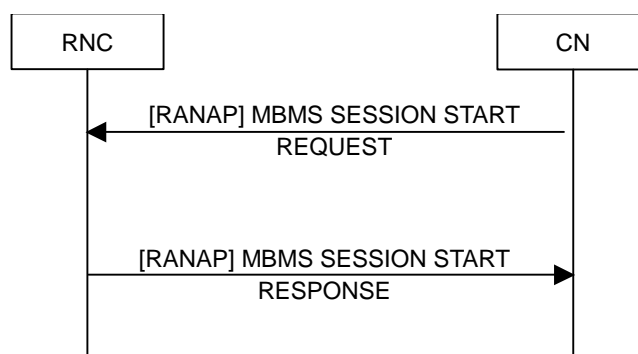 RNC
CN
[RANAP] MBMS SESSION START
REQUEST
[RANAP] MBMS SESSION START
RESPONSE